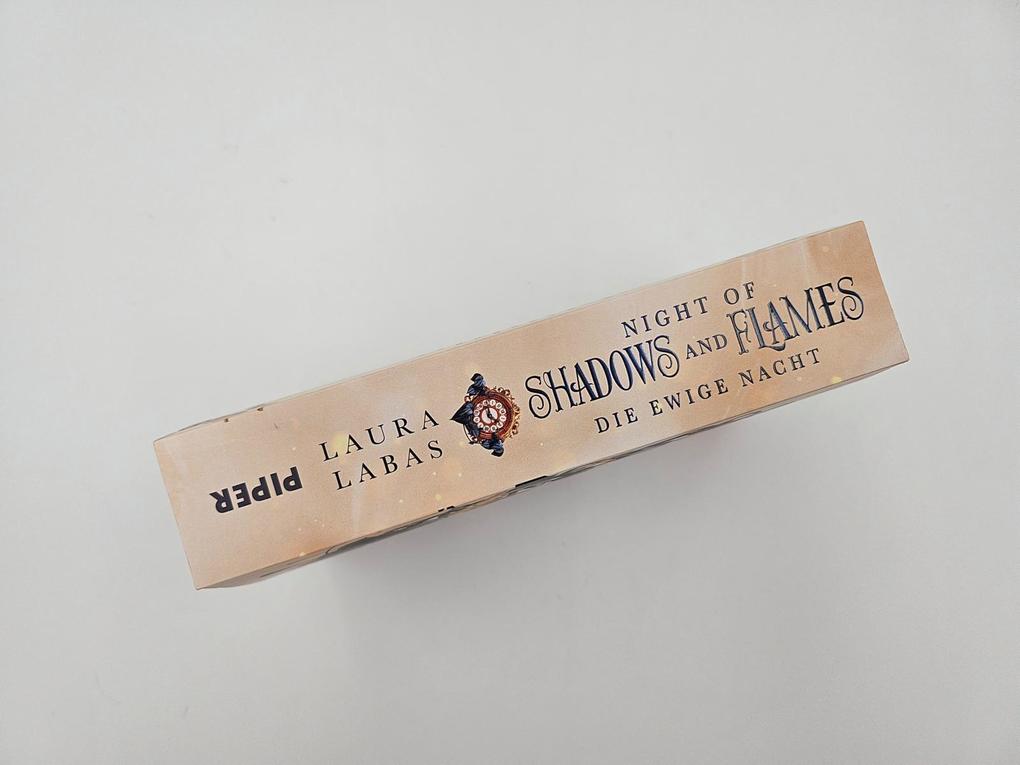 NIGHT OF
SHADOWS AND FLAMES
DIE EWIGE NACHT
LAURA
LABAS
PIPER